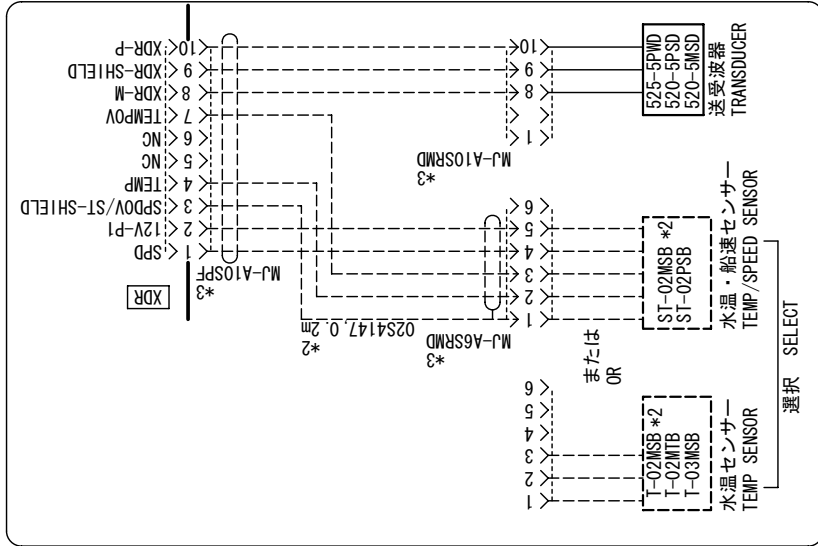 XDR
XDR-P 10
XDR-SHIELD 9
XDR-M 8
TEMP0V 7
NC 6
NC 5
TEMP 4
SPD0V/ST-SHIELD 3
12V-P1 2
SPD 1
*3
MJ-A10SPF
10
9
8
1
*3
MJ-A10SRMD
525-5PWD
520-5PSD
520-5MSD
送受波器
TRANSDUCER
*2
02S4147,0.2m
*3
MJ-A6SRMD
6
5
4
3
2
1
ST-02MSB *2
ST-02PSB
水温・船速センサー
TEMP/SPEED SENSOR
または
OR
6
5
4
3
2
1
T-02MSB *2
T-02MTB
T-03MSB
水温センサー
TEMP SENSOR
選択 SELECT